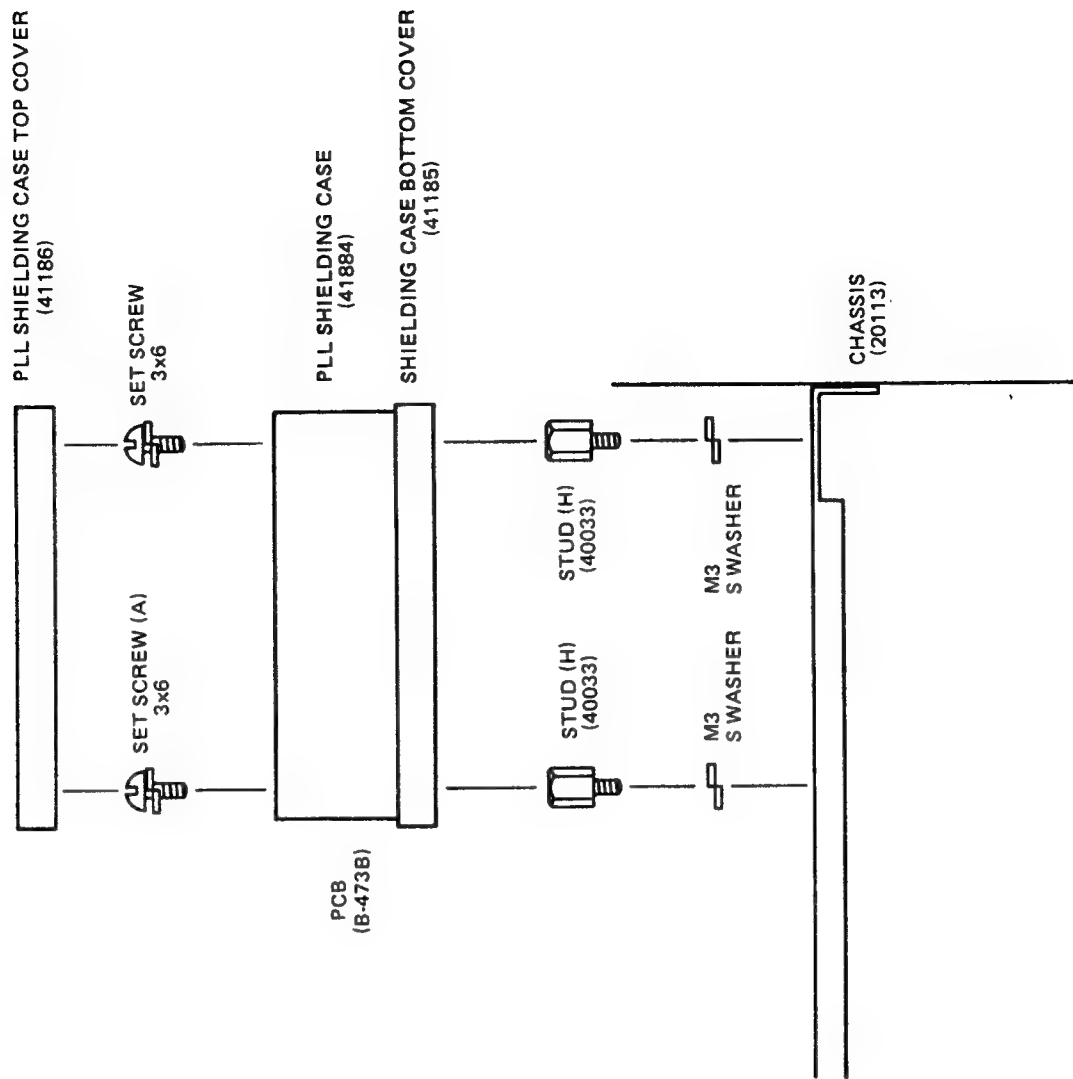 PLL SHIELDING CASE TOP COVER
(41186)
SET SCREW (A)
3x6
SET SCREW
3x6
PCB
(B-473B)
PLL SHIELDING CASE
(41884)
SHIELDING CASE BOTTOM COVER
(41185)
STUD (H)
(40033)
STUD (H)
(40033)
M3
S WASHER
M3
S WASHER
CHASSIS
(20113)